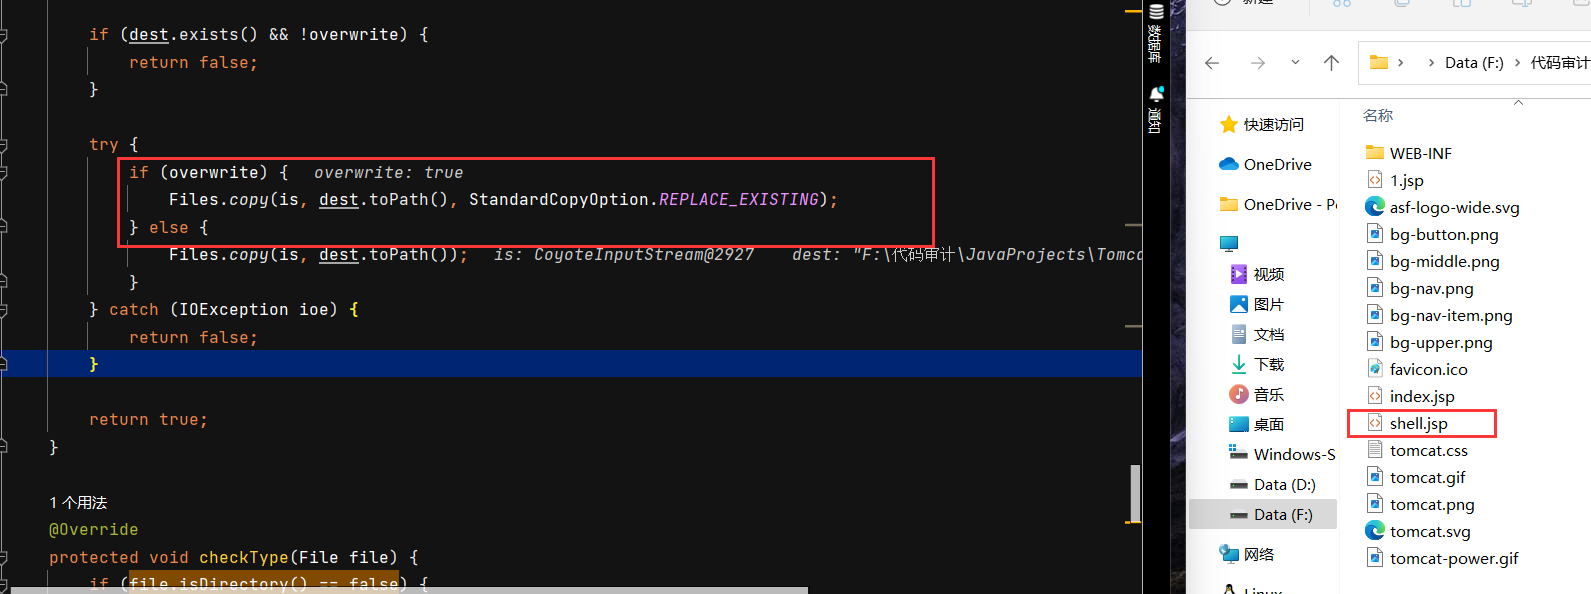 if (dest.exists() && !overwrite) {
return false;
}
try {
if (overwrite) { overwrite: true
Files.copy(is, dest.toPath(), StandardCopyOption.REPLACE_EXISTING);
} else {
Files.copy(is, dest.toPath()); is: CoyoteInputStream@2927 dest: "F:\代码审计\JavaProjects\Tomca
}
} catch (IOException ioe) {
return false;
}
return true;
}
1 个用法
@Override
protected void checkType(File file) {
if (file.isDirectory() == false) {
数据库
通知
新建
Data (F:) › 代码审计
快速访问
OneDrive
OneDrive - Pe
视频
图片
文档
下载
音乐
桌面
Windows-S
Data (D:)
Data (F:)
网络
Linux
名称
WEB-INF
1.jsp
asf-logo-wide.svg
bg-button.png
bg-middle.png
bg-nav.png
bg-nav-item.png
bg-upper.png
favicon.ico
index.jsp
shell.jsp
tomcat.css
tomcat.gif
tomcat.png
tomcat.svg
tomcat-power.gif